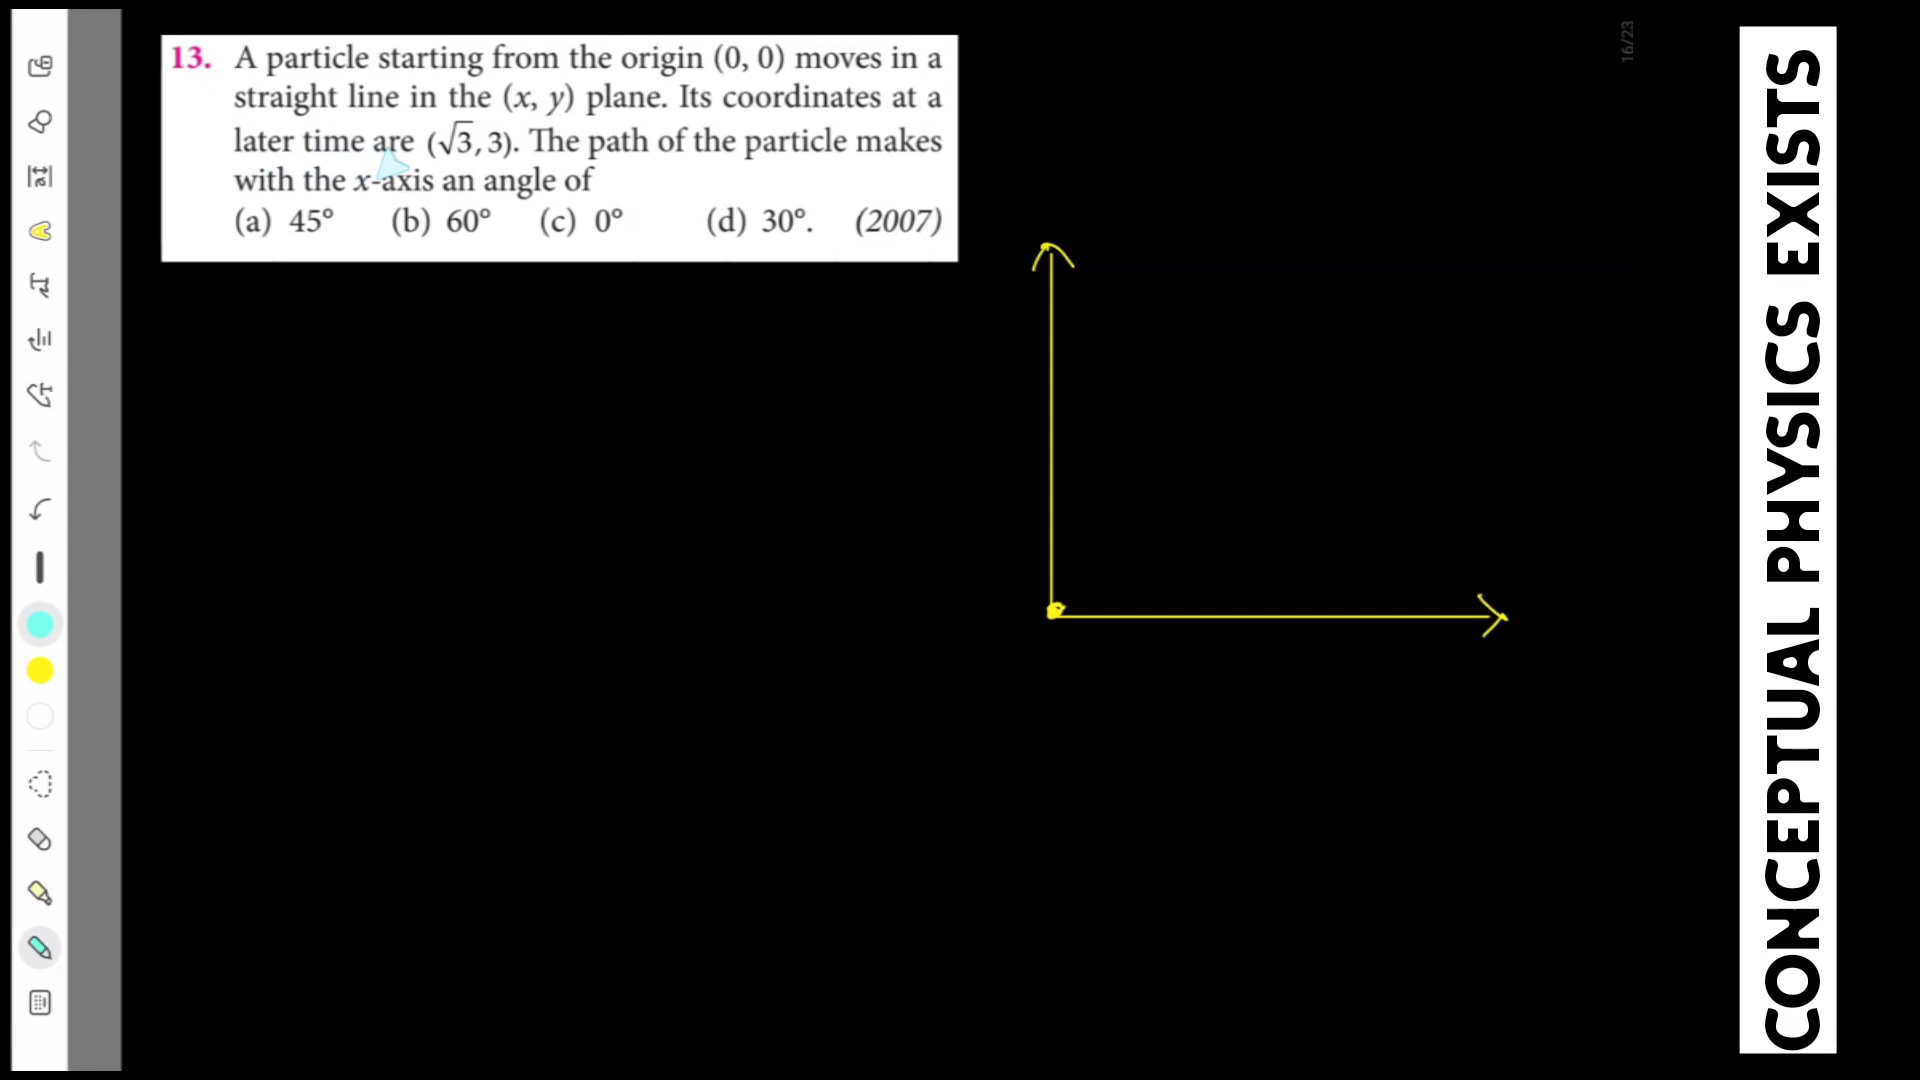 13. A particle starting from the origin (0, 0) moves in a
straight line in the (x, y) plane. Its coordinates at a
later time are (√3, 3). The path of the particle makes
with the x-axis an angle of
(a) 45° (b) 60° (c) 0° (d) 30°. (2007)
16/23
CONCEPTUAL PHYSICS EXISTS